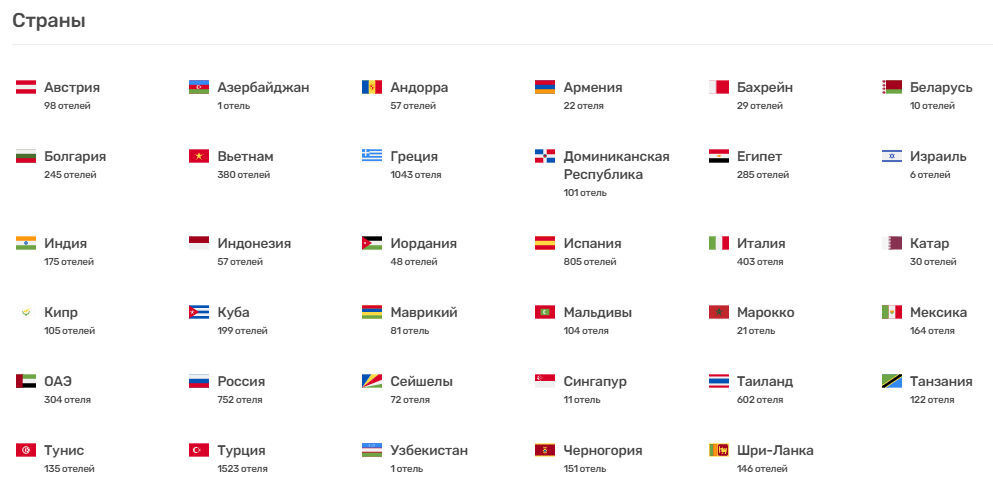 Страны
Австрия
98 отелей
Азербайджан
1 отель
Андорра
57 отелей
Армения
22 отеля
Бахрейн
29 отелей
Беларусь
10 отелей
Болгария
245 отелей
Вьетнам
380 отелей
Греция
1043 отеля
Доминиканская
Республика
101 отель
Египет
285 отелей
Израиль
6 отелей
Индия
175 отелей
Индонезия
57 отелей
Иордания
48 отелей
Испания
805 отелей
Италия
403 отеля
Катар
30 отелей
Кипр
105 отелей
Куба
199 отелей
Маврикий
81 отель
Мальдивы
104 отеля
Марокко
21 отель
Мексика
164 отеля
ОАЭ
304 отеля
Россия
752 отеля
Сейшелы
72 отеля
Сингапур
11 отель
Таиланд
602 отеля
Танзания
122 отеля
Тунис
135 отелей
Турция
1523 отеля
Узбекистан
1 отель
Черногория
151 отель
Шри-Ланка
146 отелей